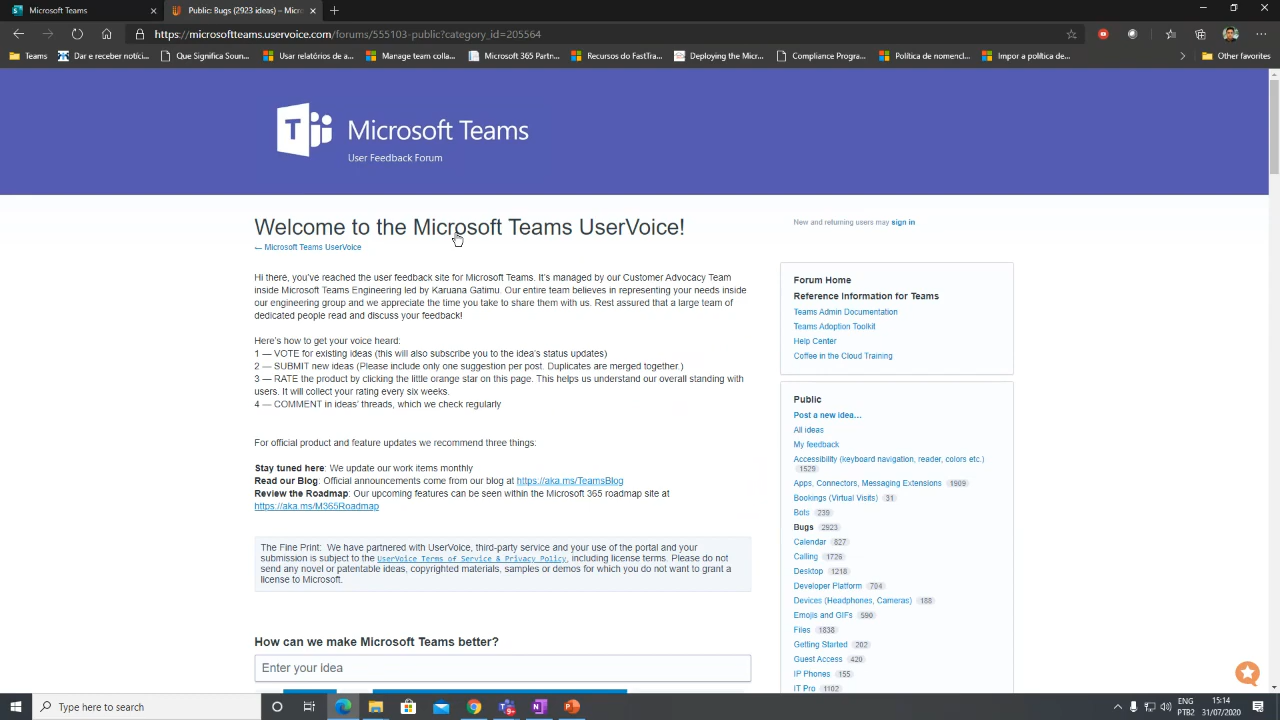 Microsoft Teams
Public Bugs (2923 ideas) – Micro
https://microsoftteams.uservoice.com/forums/555103-public?category_id=205564
Teams
Dar e receber notíci...
Que Significa Soun...
Usar relatórios de a...
Manage team colla...
Microsoft 365 Partn...
Recursos do FastTra...
Deploying the Micr...
Compliance Progra...
Política de nomencl...
Impor a política de...
Other favorites
Microsoft Teams
User Feedback Forum
Welcome to the Microsoft Teams UserVoice!
← Microsoft Teams UserVoice
New and returning users may sign in
Hi there, you've reached the user feedback site for Microsoft Teams. It's managed by our Customer Advocacy Team
inside Microsoft Teams Engineering led by Karuana Gatimu. Our entire team believes in representing your needs inside
our engineering group and we appreciate the time you take to share them with us. Rest assured that a large team of
dedicated people read and discuss your feedback!
Here's how to get your voice heard:
1 — VOTE for existing ideas (this will also subscribe you to the idea's status updates)
2 — SUBMIT new ideas (Please include only one suggestion per post. Duplicates are merged together.)
3 — RATE the product by clicking the little orange star on this page. This helps us understand our overall standing with
users. It will collect your rating every six weeks.
4 — COMMENT in ideas' threads, which we check regularly
For official product and feature updates we recommend three things:
Stay tuned here: We update our work items monthly
Read our Blog: Official announcements come from our blog at https://aka.ms/TeamsBlog
Review the Roadmap: Our upcoming features can be seen within the Microsoft 365 roadmap site at
https://aka.ms/M365Roadmap
The Fine Print: We have partnered with UserVoice, third-party service and your use of the portal and your
submission is subject to the UserVoice Terms of Service & Privacy Policy, including license terms. Please do not
send any novel or patentable ideas, copyrighted materials, samples or demos for which you do not want to grant a
license to Microsoft.
How can we make Microsoft Teams better?
Enter your idea
Forum Home
Reference Information for Teams
Teams Admin Documentation
Teams Adoption Toolkit
Help Center
Coffee in the Cloud Training
Public
Post a new idea…
All ideas
My feedback
Accessibility (keyboard navigation, reader, colors etc.)
1529
Apps, Connectors, Messaging Extensions 1909
Bookings (Virtual Visits) 31
Bots 239
Bugs 2923
Calendar 827
Calling 1726
Desktop 1218
Developer Platform 704
Devices (Headphones, Cameras) 188
Emojis and GIFs 590
Files 1838
Getting Started 202
Guest Access 420
IP Phones 155
IT Pro 1102
Type here to search
ENG
PTBQ
15:14
31/07/2020